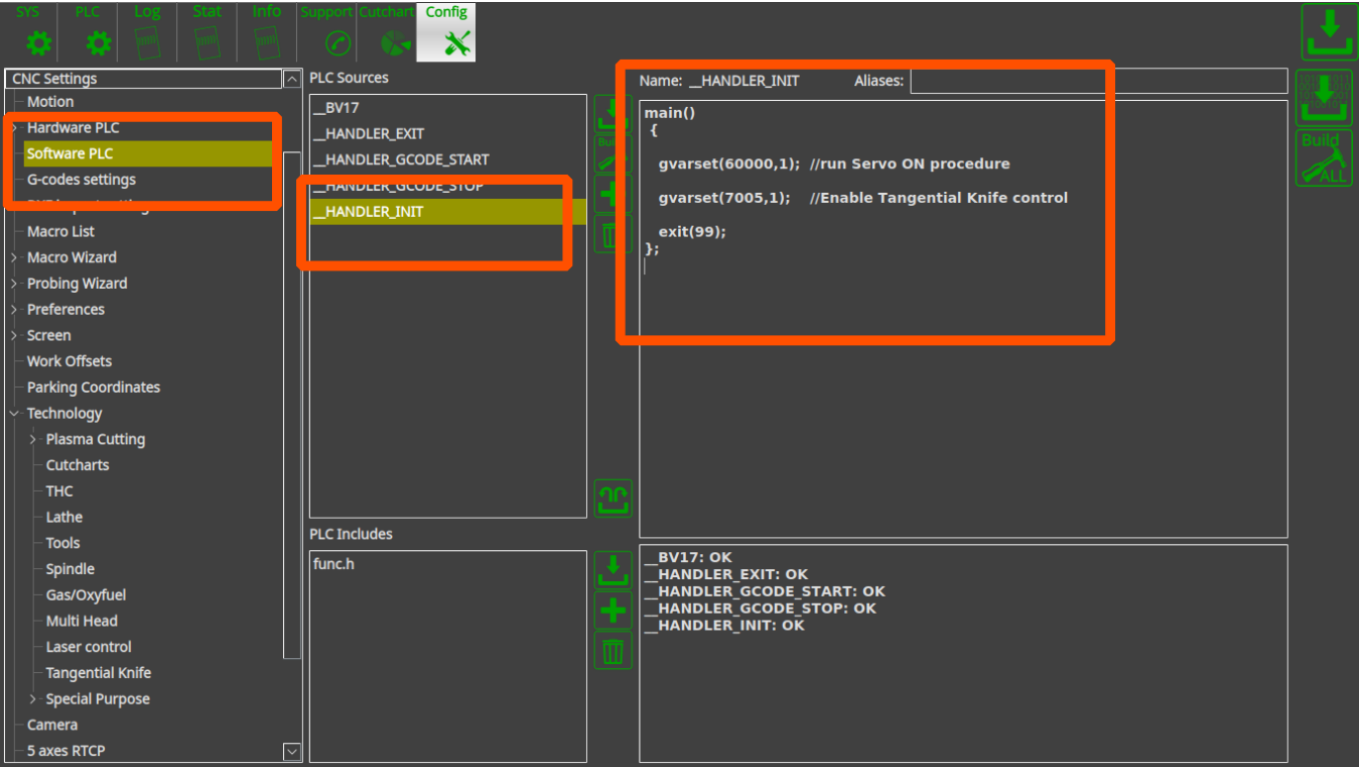 SYS PLC Log Stat Info Support Cutchart Config
CNC Settings
Motion
Hardware PLC
Software PLC
G-codes settings
Macro List
Macro Wizard
Probing Wizard
Preferences
Screen
Work Offsets
Parking Coordinates
Technology
Plasma Cutting
Cutcharts
THC
Lathe
Tools
Spindle
Gas/Oxyfuel
Multi Head
Laser control
Tangential Knife
Special Purpose
Camera
5 axes RTCP
PLC Sources
__BV17
__HANDLER_EXIT
__HANDLER_GCODE_START
__HANDLER_GCODE_STOP
__HANDLER_INIT
PLC Includes
func.h
Name: __HANDLER_INIT Aliases:
main()
{
gvarset(60000,1); //run Servo ON procedure
gvarset(7005,1); //Enable Tangential Knife control
exit(99);
};
__BV17: OK
__HANDLER_EXIT: OK
__HANDLER_GCODE_START: OK
__HANDLER_GCODE_STOP: OK
__HANDLER_INIT: OK
Build
ALL